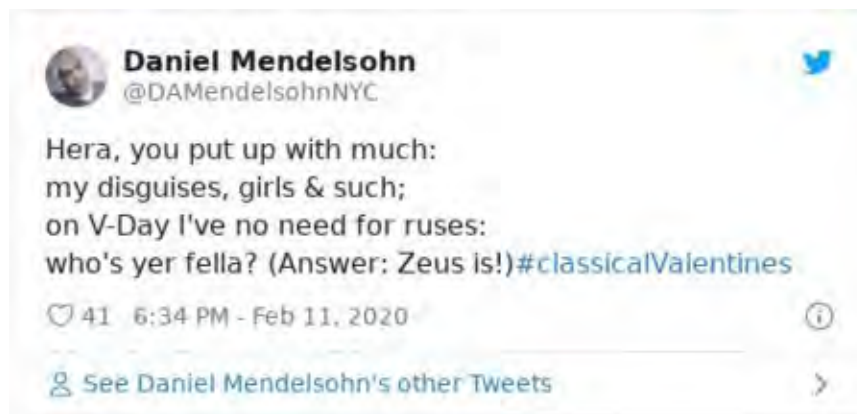 Daniel Mendelsohn
@DAMendelsohnNYC
Hera, you put up with much:
my disguises, girls & such;
on V-Day I've no need for ruses:
who's yer fella? (Answer: Zeus is!)#classicalValentines
41 6:34 PM - Feb 11, 2020
See Daniel Mendelsohn's other Tweets